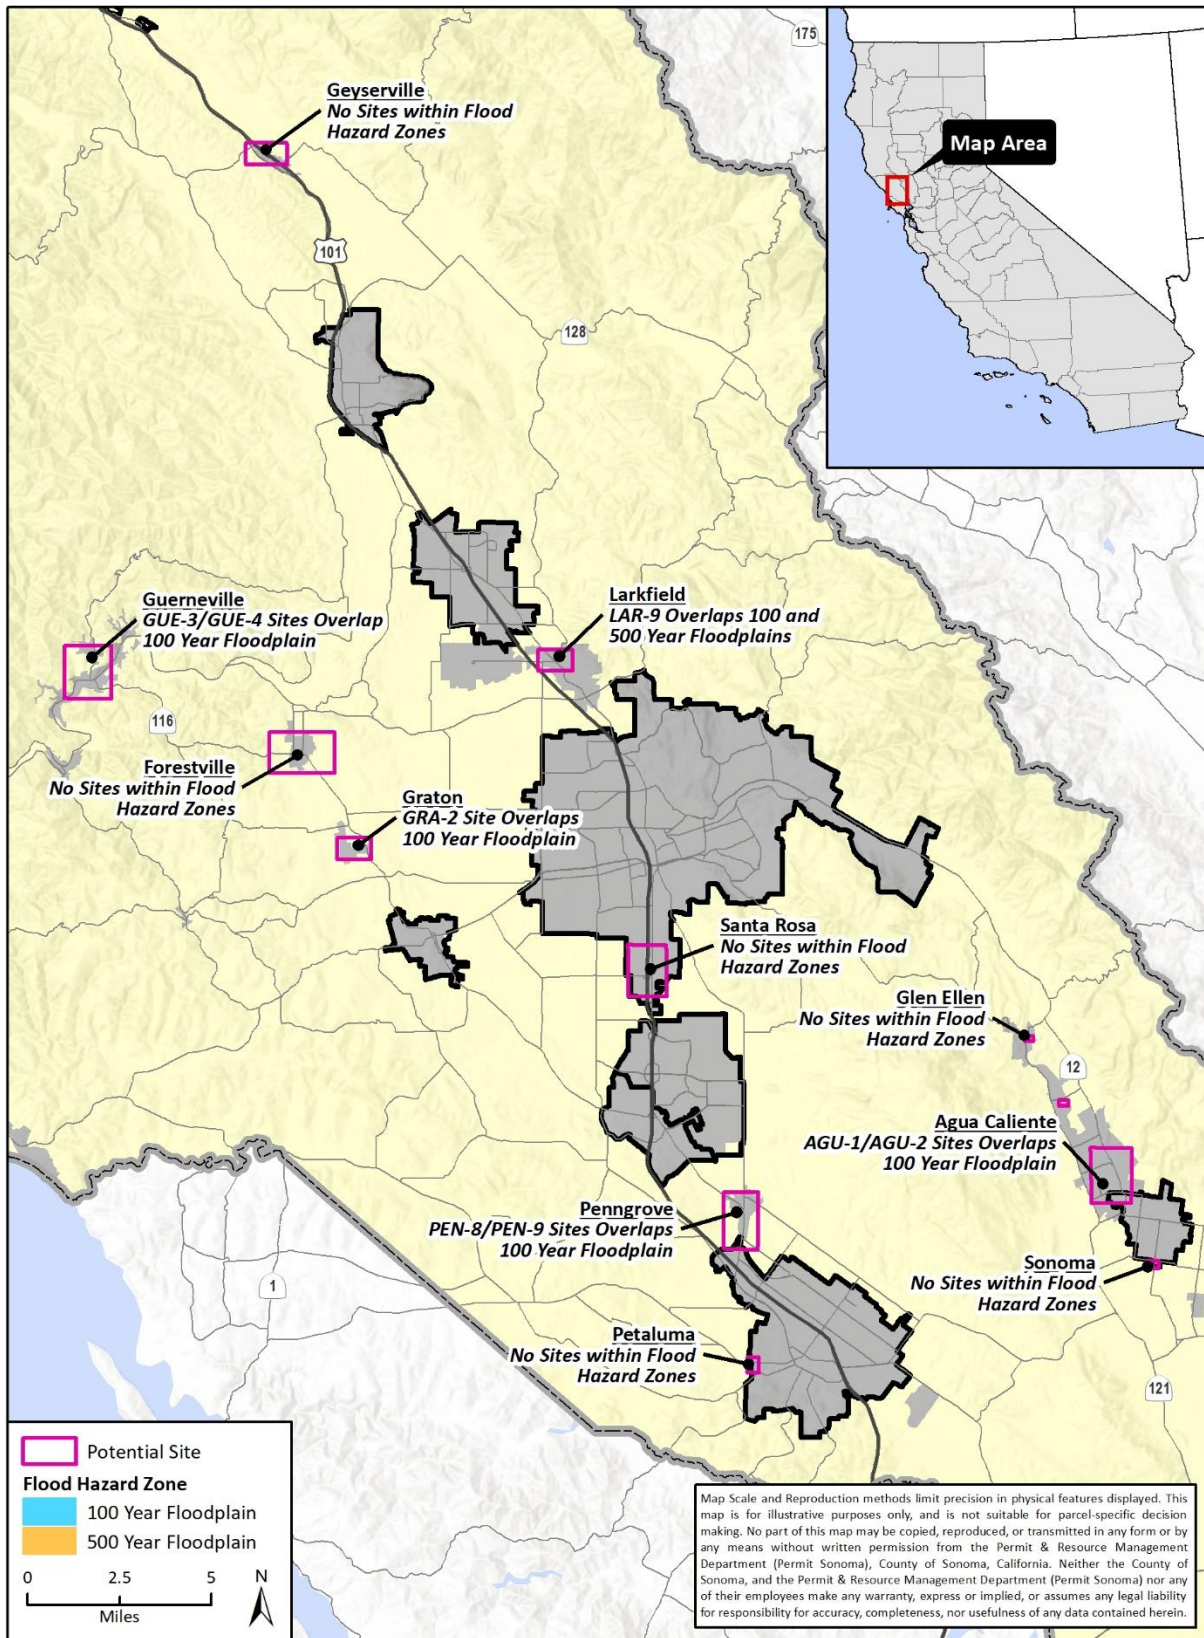 175
Map Area
Geyserville
No Sites within Flood
Hazard Zones
101
128
Guerneville
GUE-3/GUE-4 Sites Overlap
100 Year Floodplain
Larkfield
LAR-9 Overlaps 100 and
500 Year Floodplains
116
Forestville
No Sites within Flood
Hazard Zones
Graton
GRA-2 Site Overlaps
100 Year Floodplain
Santa Rosa
No Sites within Flood
Hazard Zones
Glen Ellen
No Sites within Flood
Hazard Zones
12
Agua Caliente
AGU-1/AGU-2 Sites Overlaps
100 Year Floodplain
Penngrove
PEN-8/PEN-9 Sites Overlaps
100 Year Floodplain
Sonoma
No Sites within Flood
Hazard Zones
1
Petaluma
No Sites within Flood
Hazard Zones
121
Potential Site
Flood Hazard Zone
100 Year Floodplain
500 Year Floodplain
0 2.5 5
Miles
N
Map Scale and Reproduction methods limit precision in physical features displayed. This
map is for illustrative purposes only, and is not suitable for parcel-specific decision
making. No part of this map may be copied, reproduced, or transmitted in any form or by
any means without written permission from the Permit & Resource Management
Department (Permit Sonoma), County of Sonoma, California. Neither the County of
Sonoma, and the Permit & Resource Management Department (Permit Sonoma) nor any
of their employees make any warranty, express or implied, or assumes any legal liability
for responsibility for accuracy, completeness, nor usefulness of any data contained herein.